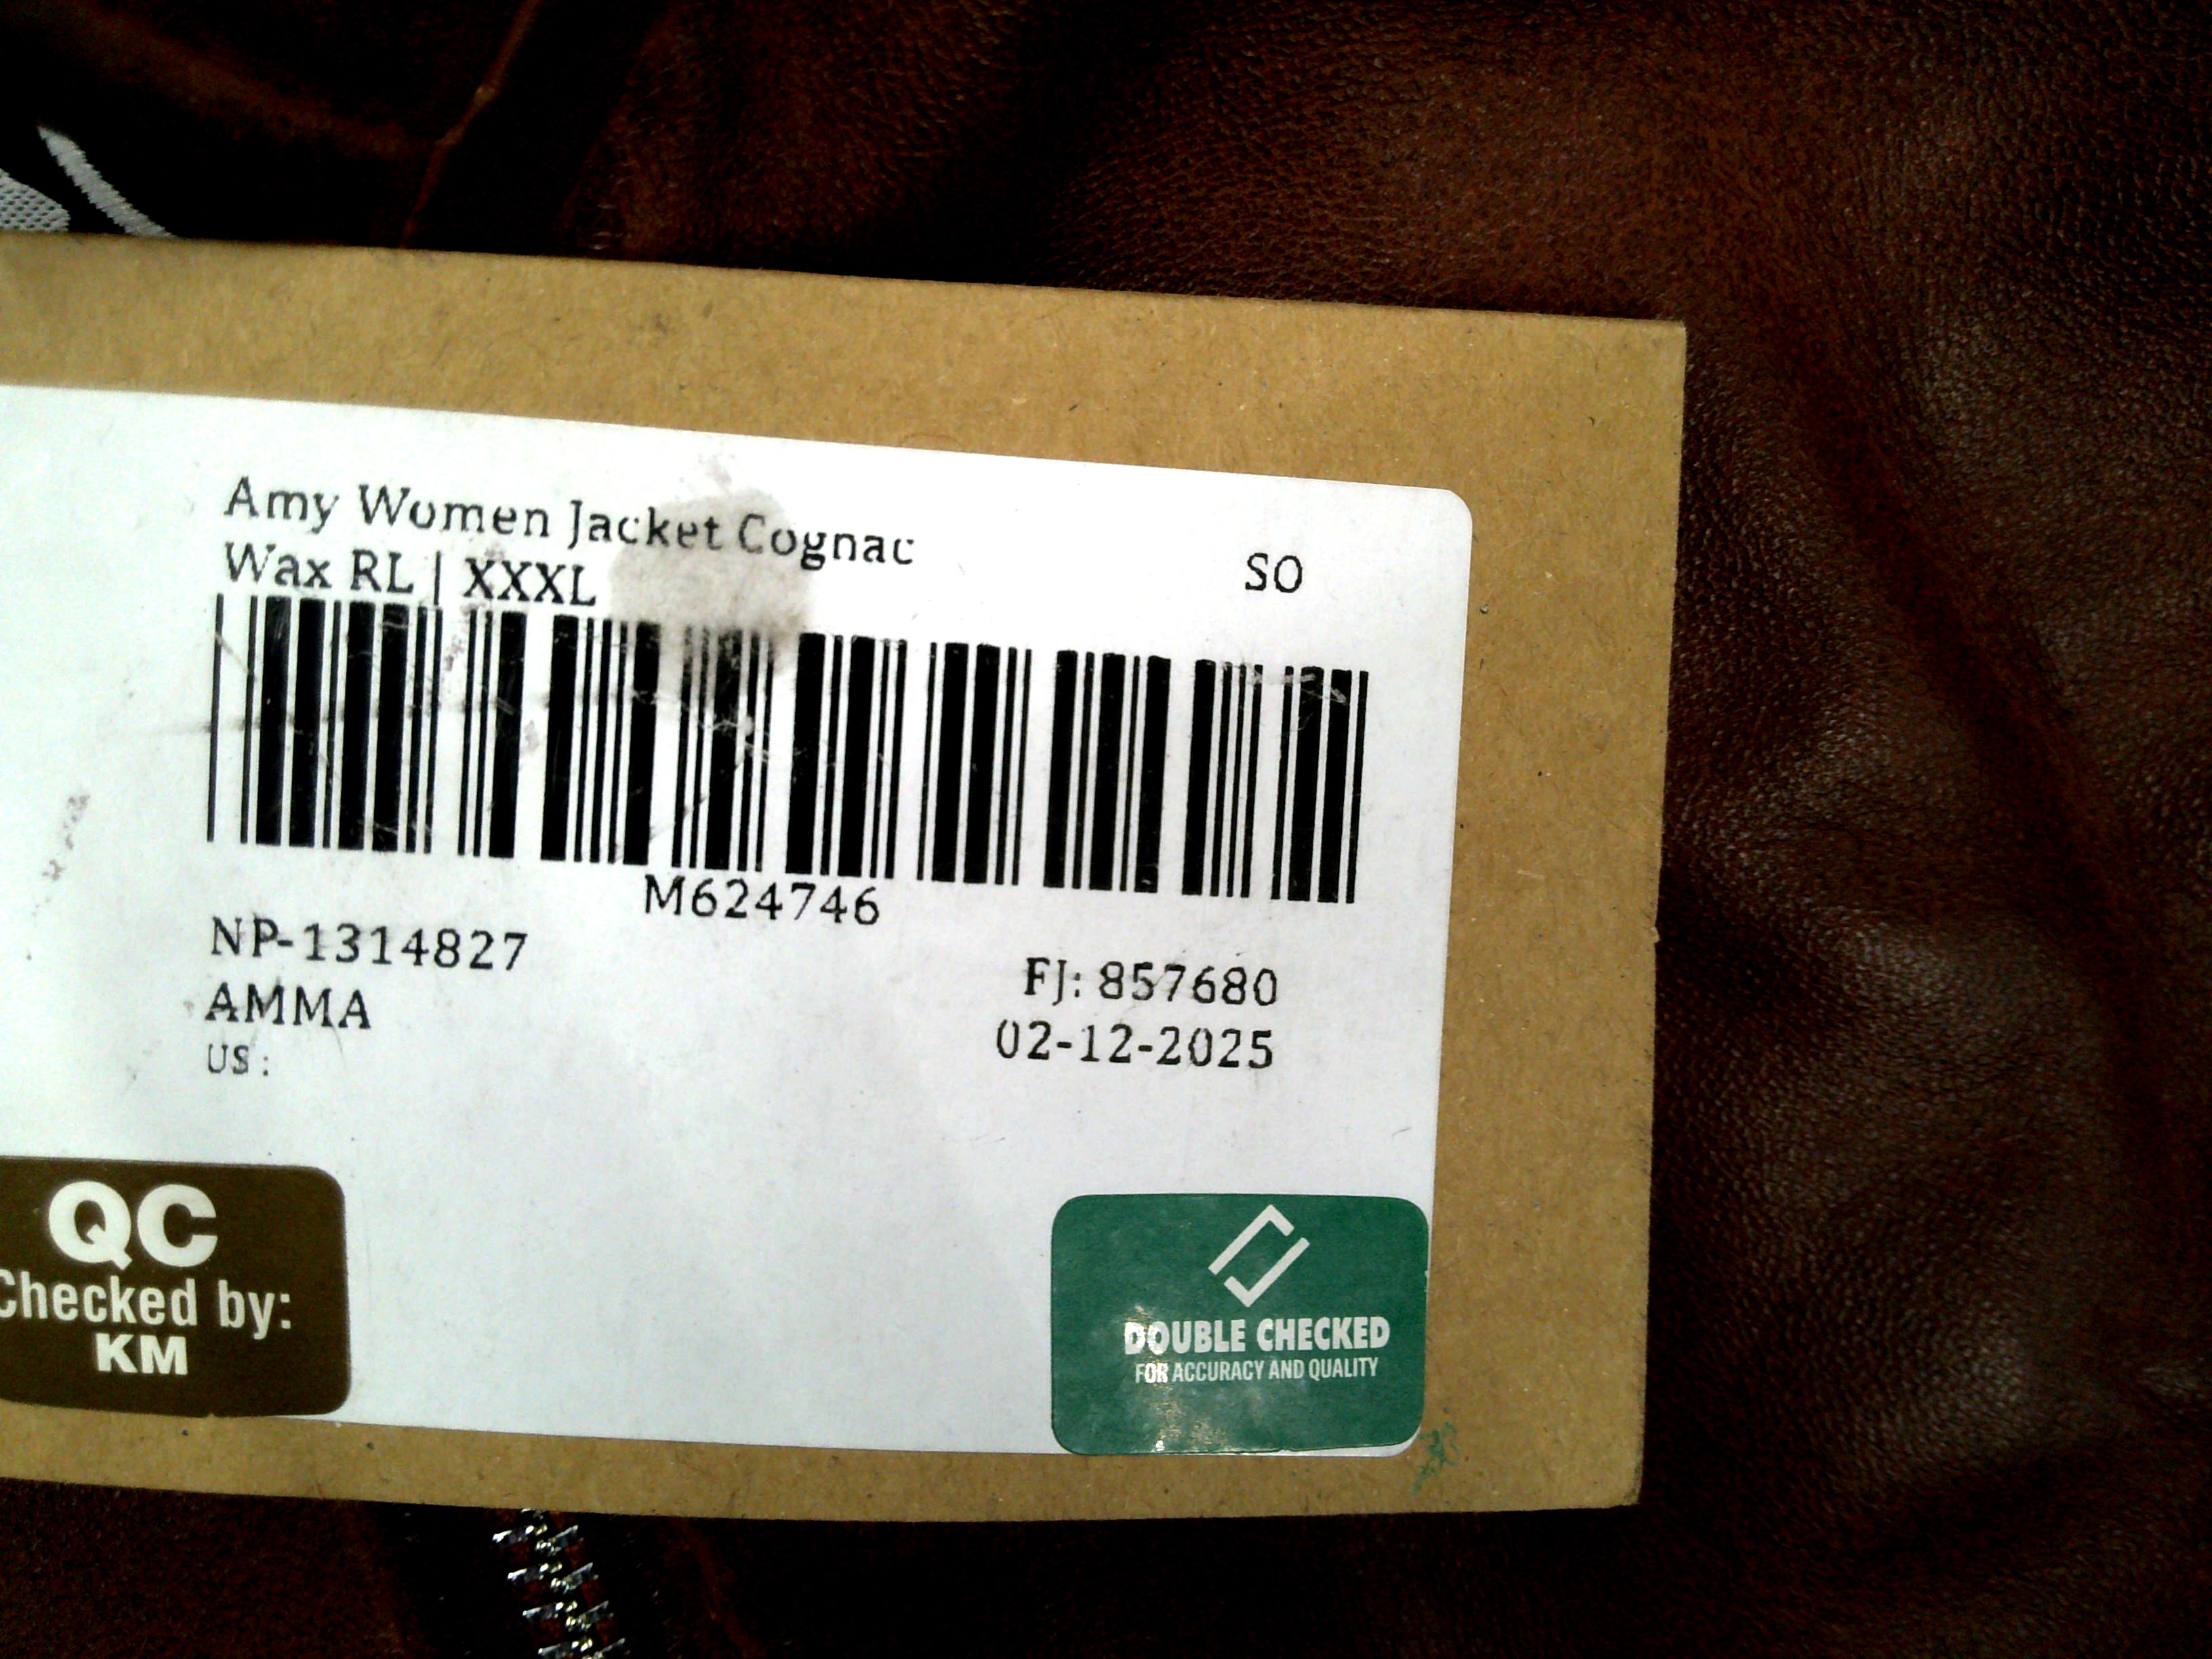 Amy Women Jacket Cognac
Wax RL | XXXL
SO
M624746
NP-1314827
FJ: 857680
AMMA
02-12-2025
US :
QC
Checked by:
KM
DOUBLE CHECKED
FOR ACCURACY AND QUALITY